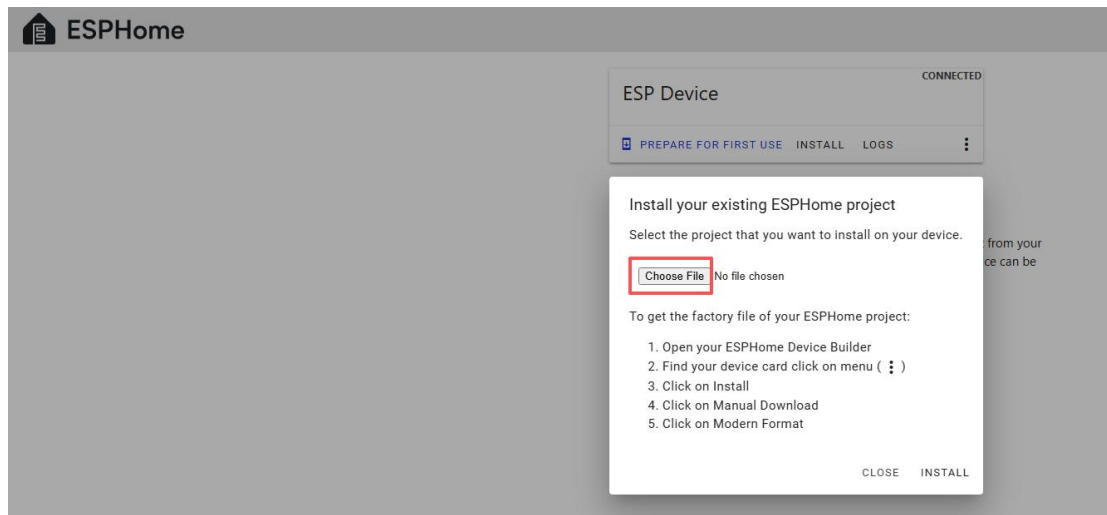 ESPHome
CONNECTED
ESP Device
PREPARE FOR FIRST USE INSTALL LOGS
Install your existing ESPHome project
Select the project that you want to install on your device.
from your
ce can be
Choose File No file chosen
To get the factory file of your ESPHome project:
1. Open your ESPHome Device Builder
2. Find your device card click on menu ( ⋮ )
3. Click on Install
4. Click on Manual Download
5. Click on Modern Format
CLOSE INSTALL